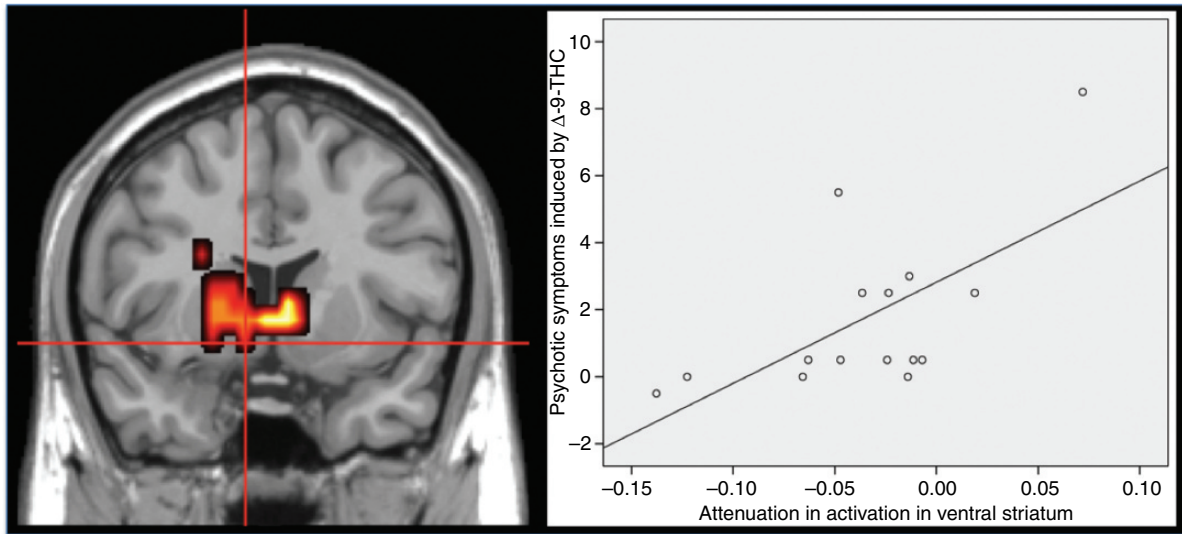 Psychotic symptoms induced by Δ-9-THC
10
8
6
4
2
0
−2
−0.15 −0.10 −0.05 0.00 0.05 0.10
Attenuation in activation in ventral striatum